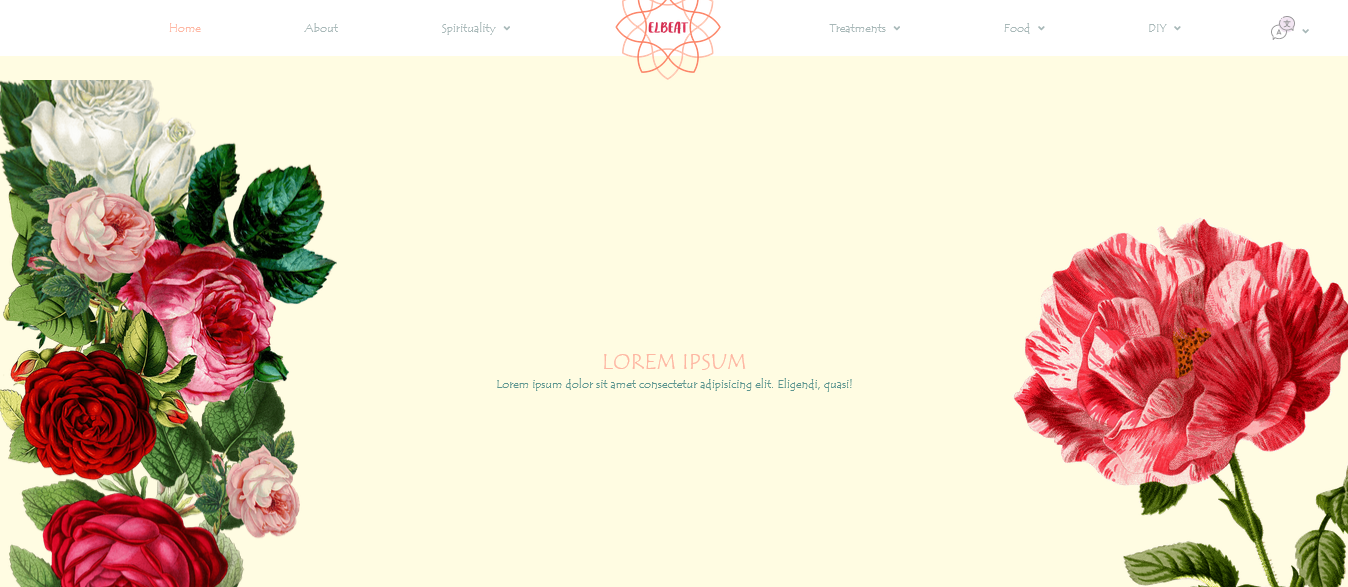 Home
About
Spirituality
ELBEAT
Treatments
Food
DIY
A 文
LOREM IPSUM
Lorem ipsum dolor sit amet consectetur adipisicing elit. Eligendi, quasi!